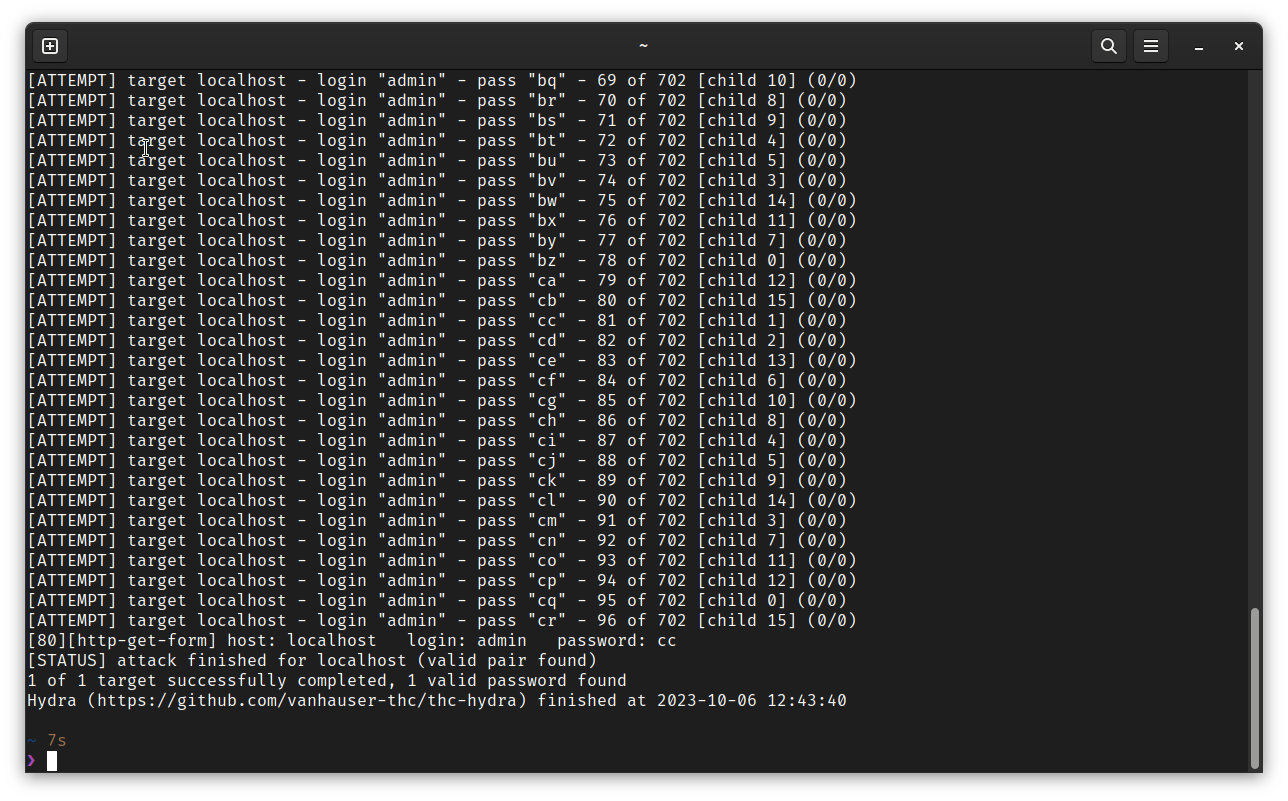 ~
[ATTEMPT] target localhost - login "admin" - pass "bq" - 69 of 702 [child 10] (0/0)
[ATTEMPT] target localhost - login "admin" - pass "br" - 70 of 702 [child 8] (0/0)
[ATTEMPT] target localhost - login "admin" - pass "bs" - 71 of 702 [child 9] (0/0)
[ATTEMPT] target localhost - login "admin" - pass "bt" - 72 of 702 [child 4] (0/0)
[ATTEMPT] target localhost - login "admin" - pass "bu" - 73 of 702 [child 5] (0/0)
[ATTEMPT] target localhost - login "admin" - pass "bv" - 74 of 702 [child 3] (0/0)
[ATTEMPT] target localhost - login "admin" - pass "bw" - 75 of 702 [child 14] (0/0)
[ATTEMPT] target localhost - login "admin" - pass "bx" - 76 of 702 [child 11] (0/0)
[ATTEMPT] target localhost - login "admin" - pass "by" - 77 of 702 [child 7] (0/0)
[ATTEMPT] target localhost - login "admin" - pass "bz" - 78 of 702 [child 0] (0/0)
[ATTEMPT] target localhost - login "admin" - pass "ca" - 79 of 702 [child 12] (0/0)
[ATTEMPT] target localhost - login "admin" - pass "cb" - 80 of 702 [child 15] (0/0)
[ATTEMPT] target localhost - login "admin" - pass "cc" - 81 of 702 [child 1] (0/0)
[ATTEMPT] target localhost - login "admin" - pass "cd" - 82 of 702 [child 2] (0/0)
[ATTEMPT] target localhost - login "admin" - pass "ce" - 83 of 702 [child 13] (0/0)
[ATTEMPT] target localhost - login "admin" - pass "cf" - 84 of 702 [child 6] (0/0)
[ATTEMPT] target localhost - login "admin" - pass "cg" - 85 of 702 [child 10] (0/0)
[ATTEMPT] target localhost - login "admin" - pass "ch" - 86 of 702 [child 8] (0/0)
[ATTEMPT] target localhost - login "admin" - pass "ci" - 87 of 702 [child 4] (0/0)
[ATTEMPT] target localhost - login "admin" - pass "cj" - 88 of 702 [child 5] (0/0)
[ATTEMPT] target localhost - login "admin" - pass "ck" - 89 of 702 [child 9] (0/0)
[ATTEMPT] target localhost - login "admin" - pass "cl" - 90 of 702 [child 14] (0/0)
[ATTEMPT] target localhost - login "admin" - pass "cm" - 91 of 702 [child 3] (0/0)
[ATTEMPT] target localhost - login "admin" - pass "cn" - 92 of 702 [child 7] (0/0)
[ATTEMPT] target localhost - login "admin" - pass "co" - 93 of 702 [child 11] (0/0)
[ATTEMPT] target localhost - login "admin" - pass "cp" - 94 of 702 [child 12] (0/0)
[ATTEMPT] target localhost - login "admin" - pass "cq" - 95 of 702 [child 0] (0/0)
[ATTEMPT] target localhost - login "admin" - pass "cr" - 96 of 702 [child 15] (0/0)
[80][http-get-form] host: localhost   login: admin   password: cc
[STATUS] attack finished for localhost (valid pair found)
1 of 1 target successfully completed, 1 valid password found
Hydra (https://github.com/vanhauser-thc/thc-hydra) finished at 2023-10-06 12:43:40
~ 7s
❯